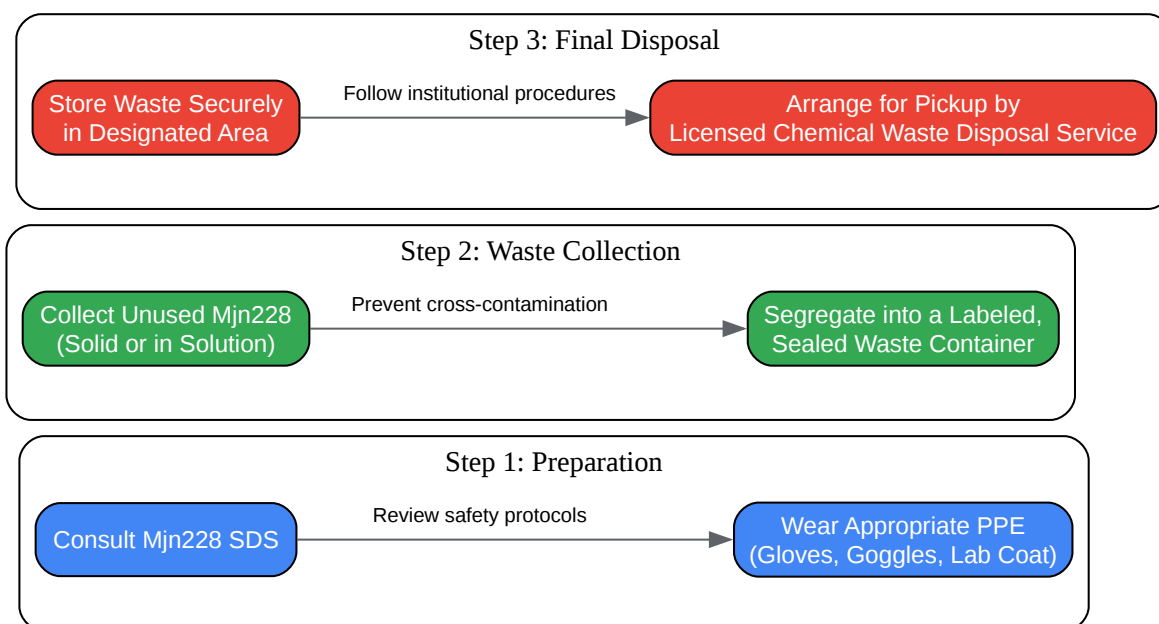 Step 3: Final Disposal
Store Waste Securely
in Designated Area
Follow institutional procedures
Arrange for Pickup by
Licensed Chemical Waste Disposal Service
Step 2: Waste Collection
Collect Unused Mjn228
(Solid or in Solution)
Prevent cross-contamination
Segregate into a Labeled,
Sealed Waste Container
Step 1: Preparation
Consult Mjn228 SDS
Review safety protocols
Wear Appropriate PPE
(Gloves, Goggles, Lab Coat)